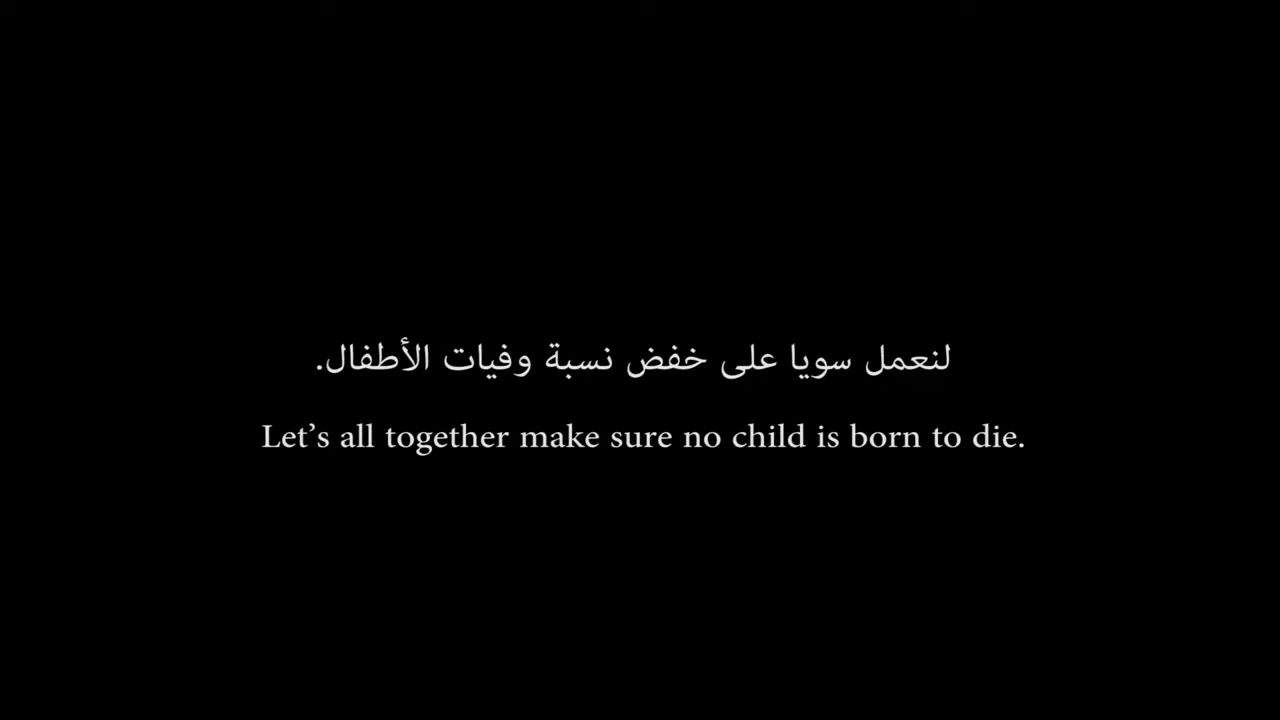 لنعمل سويا على خفض نسبة وفيات الأطفال.
Let’s all together make sure no child is born to die.